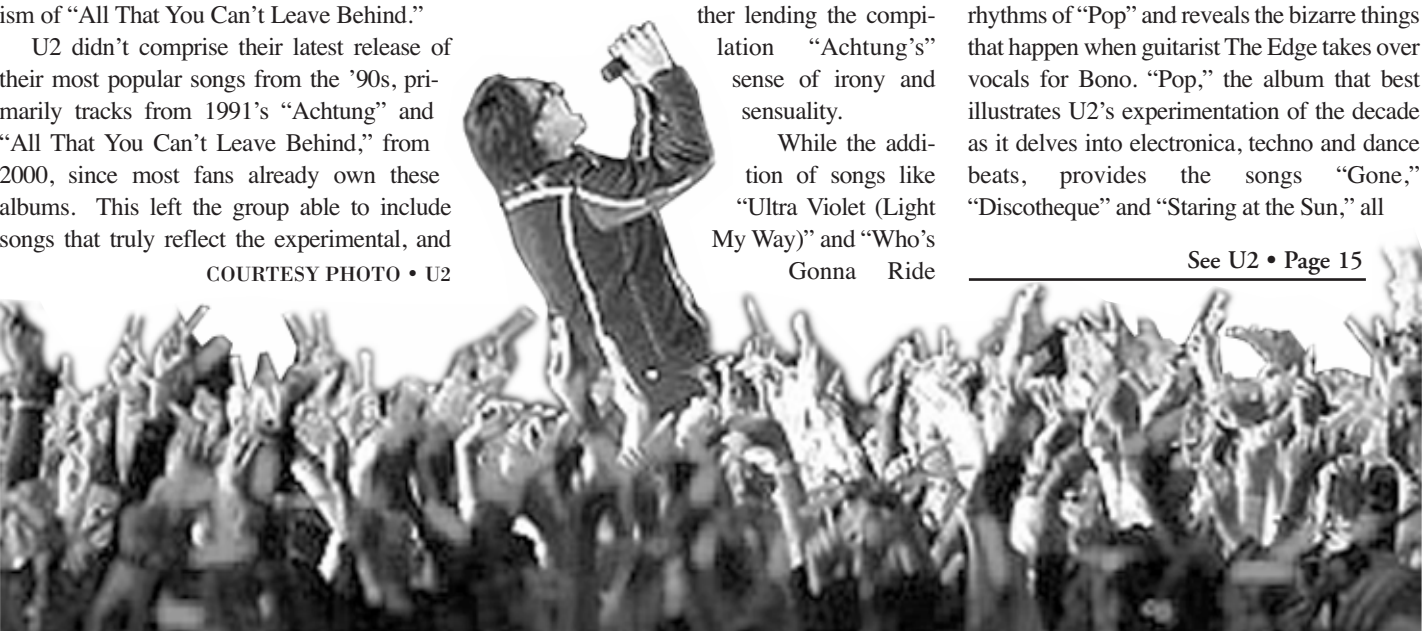 ism of “All That You Can’t Leave Behind.”
U2 didn’t comprise their latest release of
their most popular songs from the ’90s, pri-
marily tracks from 1991’s “Achtung” and
“All That You Can’t Leave Behind,” from
2000, since most fans already own these
albums. This left the group able to include
songs that truly reflect the experimental, and
COURTESY PHOTO • U2
ther lending the compi-
lation “Achtung’s”
sense of irony and
sensuality.
While the addi-
tion of songs like
“Ultra Violet (Light
My Way)” and “Who’s
Gonna Ride
rhythms of “Pop” and reveals the bizarre things
that happen when guitarist The Edge takes over
vocals for Bono. “Pop,” the album that best
illustrates U2’s experimentation of the decade
as it delves into electronica, techno and dance
beats, provides the songs “Gone,”
“Discotheque” and “Staring at the Sun,” all
See U2 • Page 15